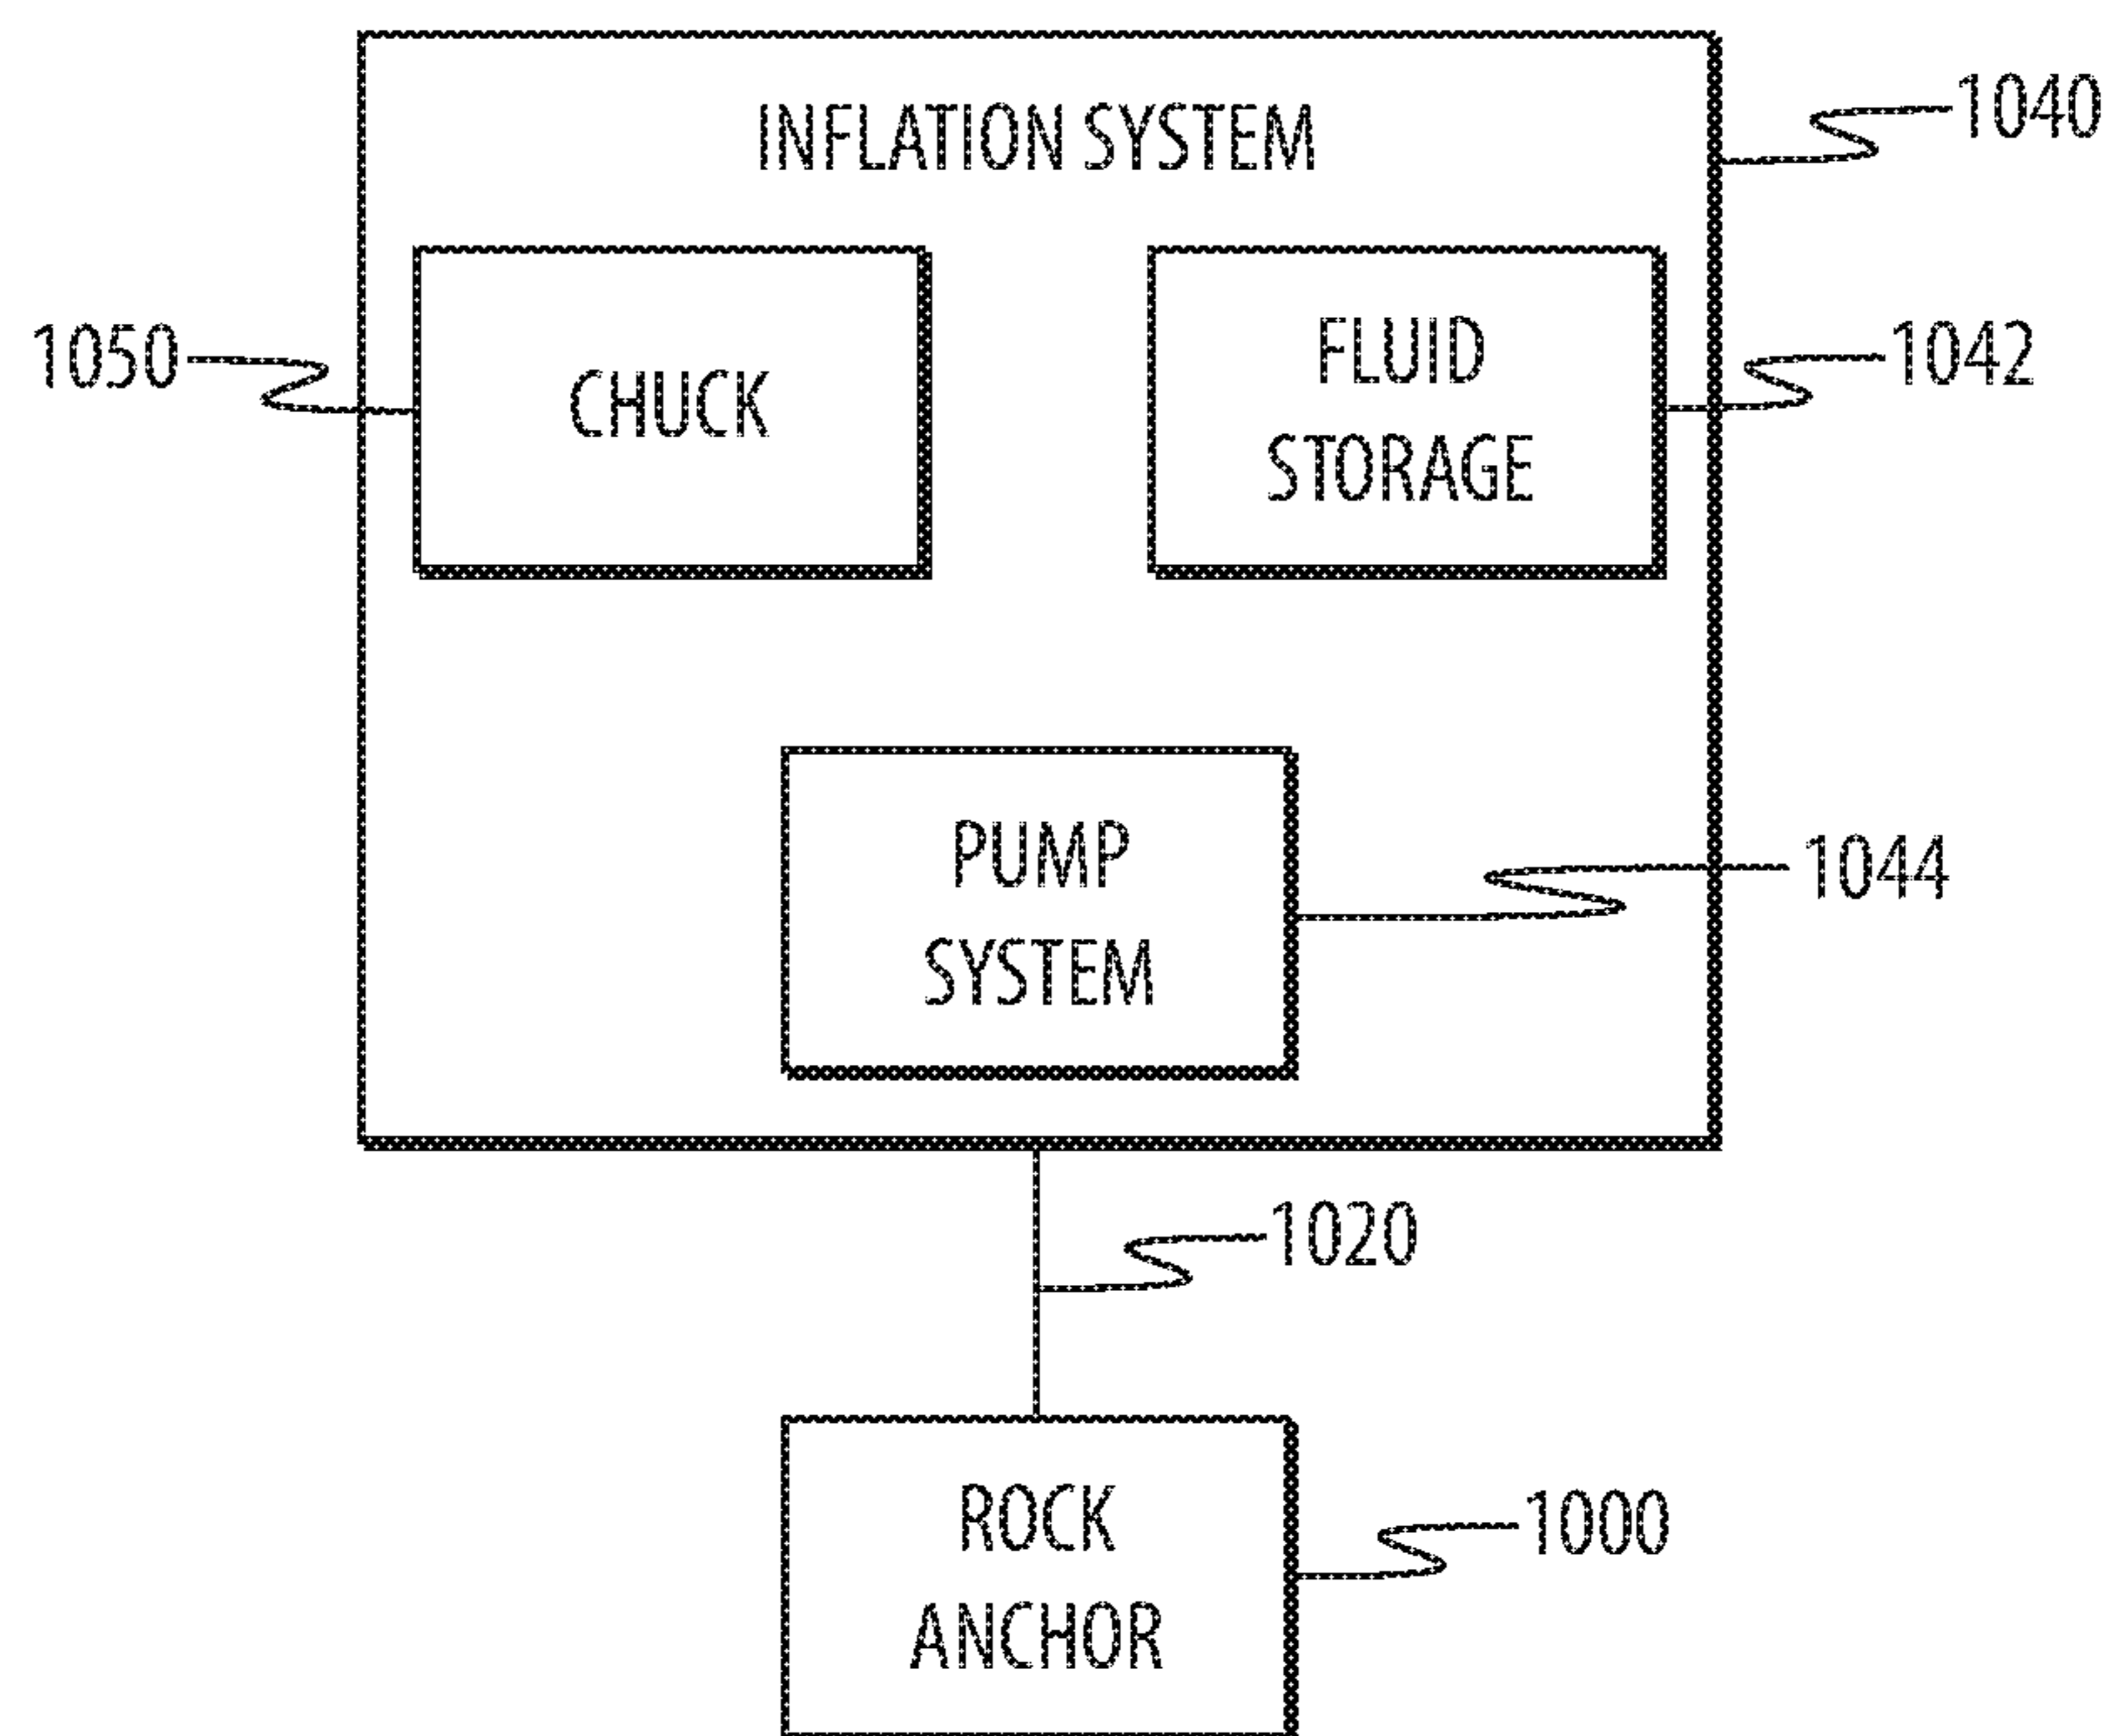 INFLATION SYSTEM
1040
1050
CHUCK
FLUID
STORAGE
1042
PUMP
SYSTEM
1044
1020
ROCK
ANCHOR
1000